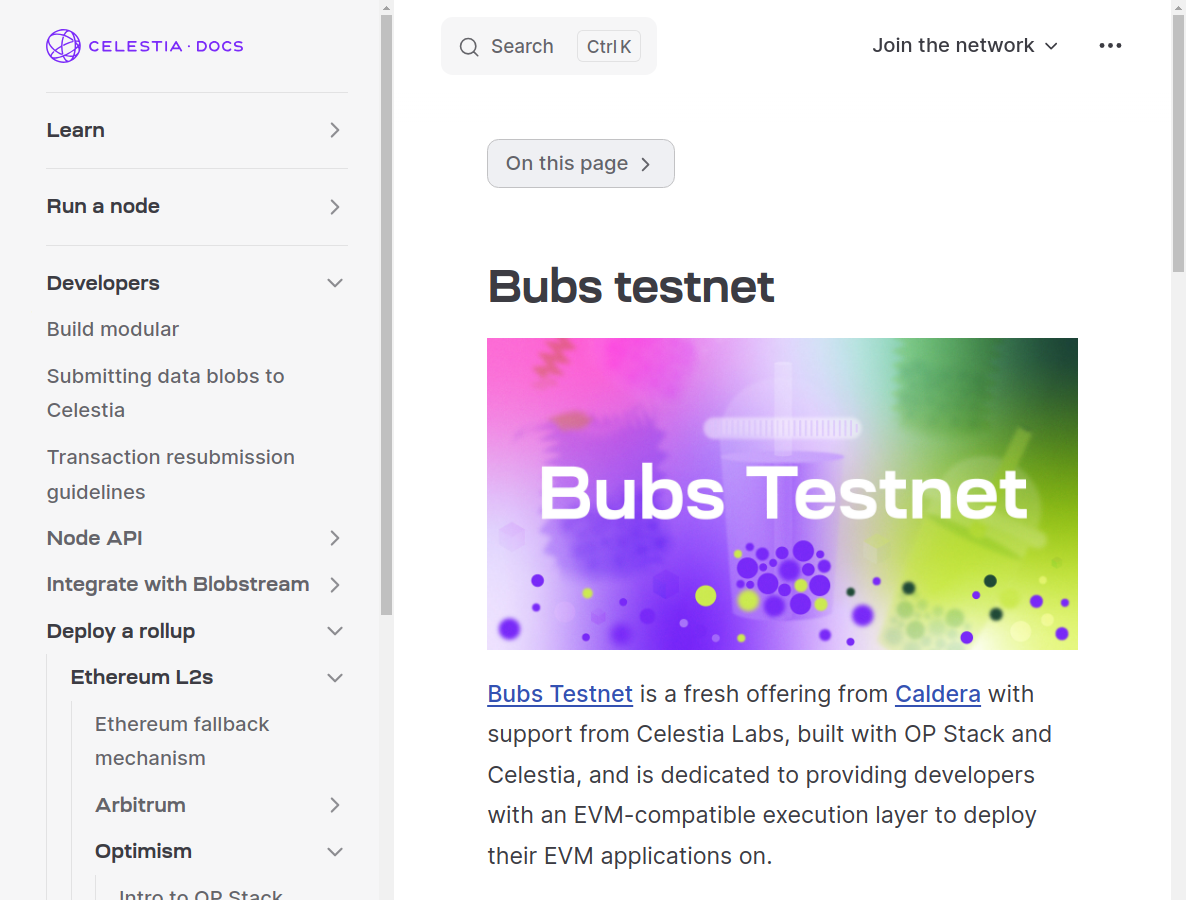 CELESTIA · DOCS
Learn
Run a node
Developers
Build modular
Submitting data blobs to
Celestia
Transaction resubmission
guidelines
Node API
Integrate with Blobstream
Deploy a rollup
Ethereum L2s
Ethereum fallback
mechanism
Arbitrum
Optimism
Intro to OP Stack
Search Ctrl K
Join the network
On this page
Bubs testnet
Bubs Testnet
Bubs Testnet is a fresh offering from Caldera with
support from Celestia Labs, built with OP Stack and
Celestia, and is dedicated to providing developers
with an EVM-compatible execution layer to deploy
their EVM applications on.